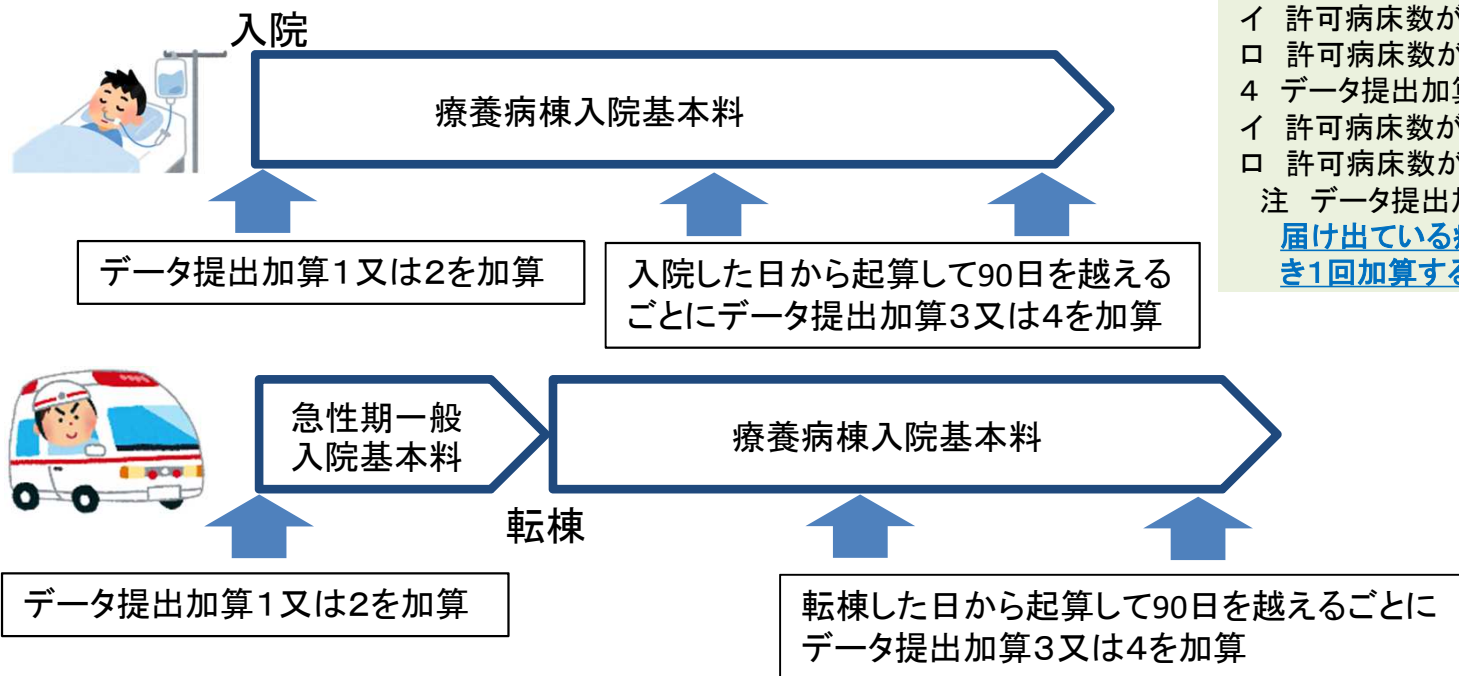 入院
療養病棟入院基本料
データ提出加算1又は2を加算
入院した日から起算して90日を越える
ごとにデータ提出加算3又は4を加算
イ 許可病床数が
ロ 許可病床数が
4 データ提出加
イ 許可病床数が
ロ 許可病床数が
注 データ提出
届け出ている
き1回加算する
急性期一般
入院基本料
転棟
療養病棟入院基本料
データ提出加算1又は2を加算
転棟した日から起算して90日を越えるごとに
データ提出加算3又は4を加算